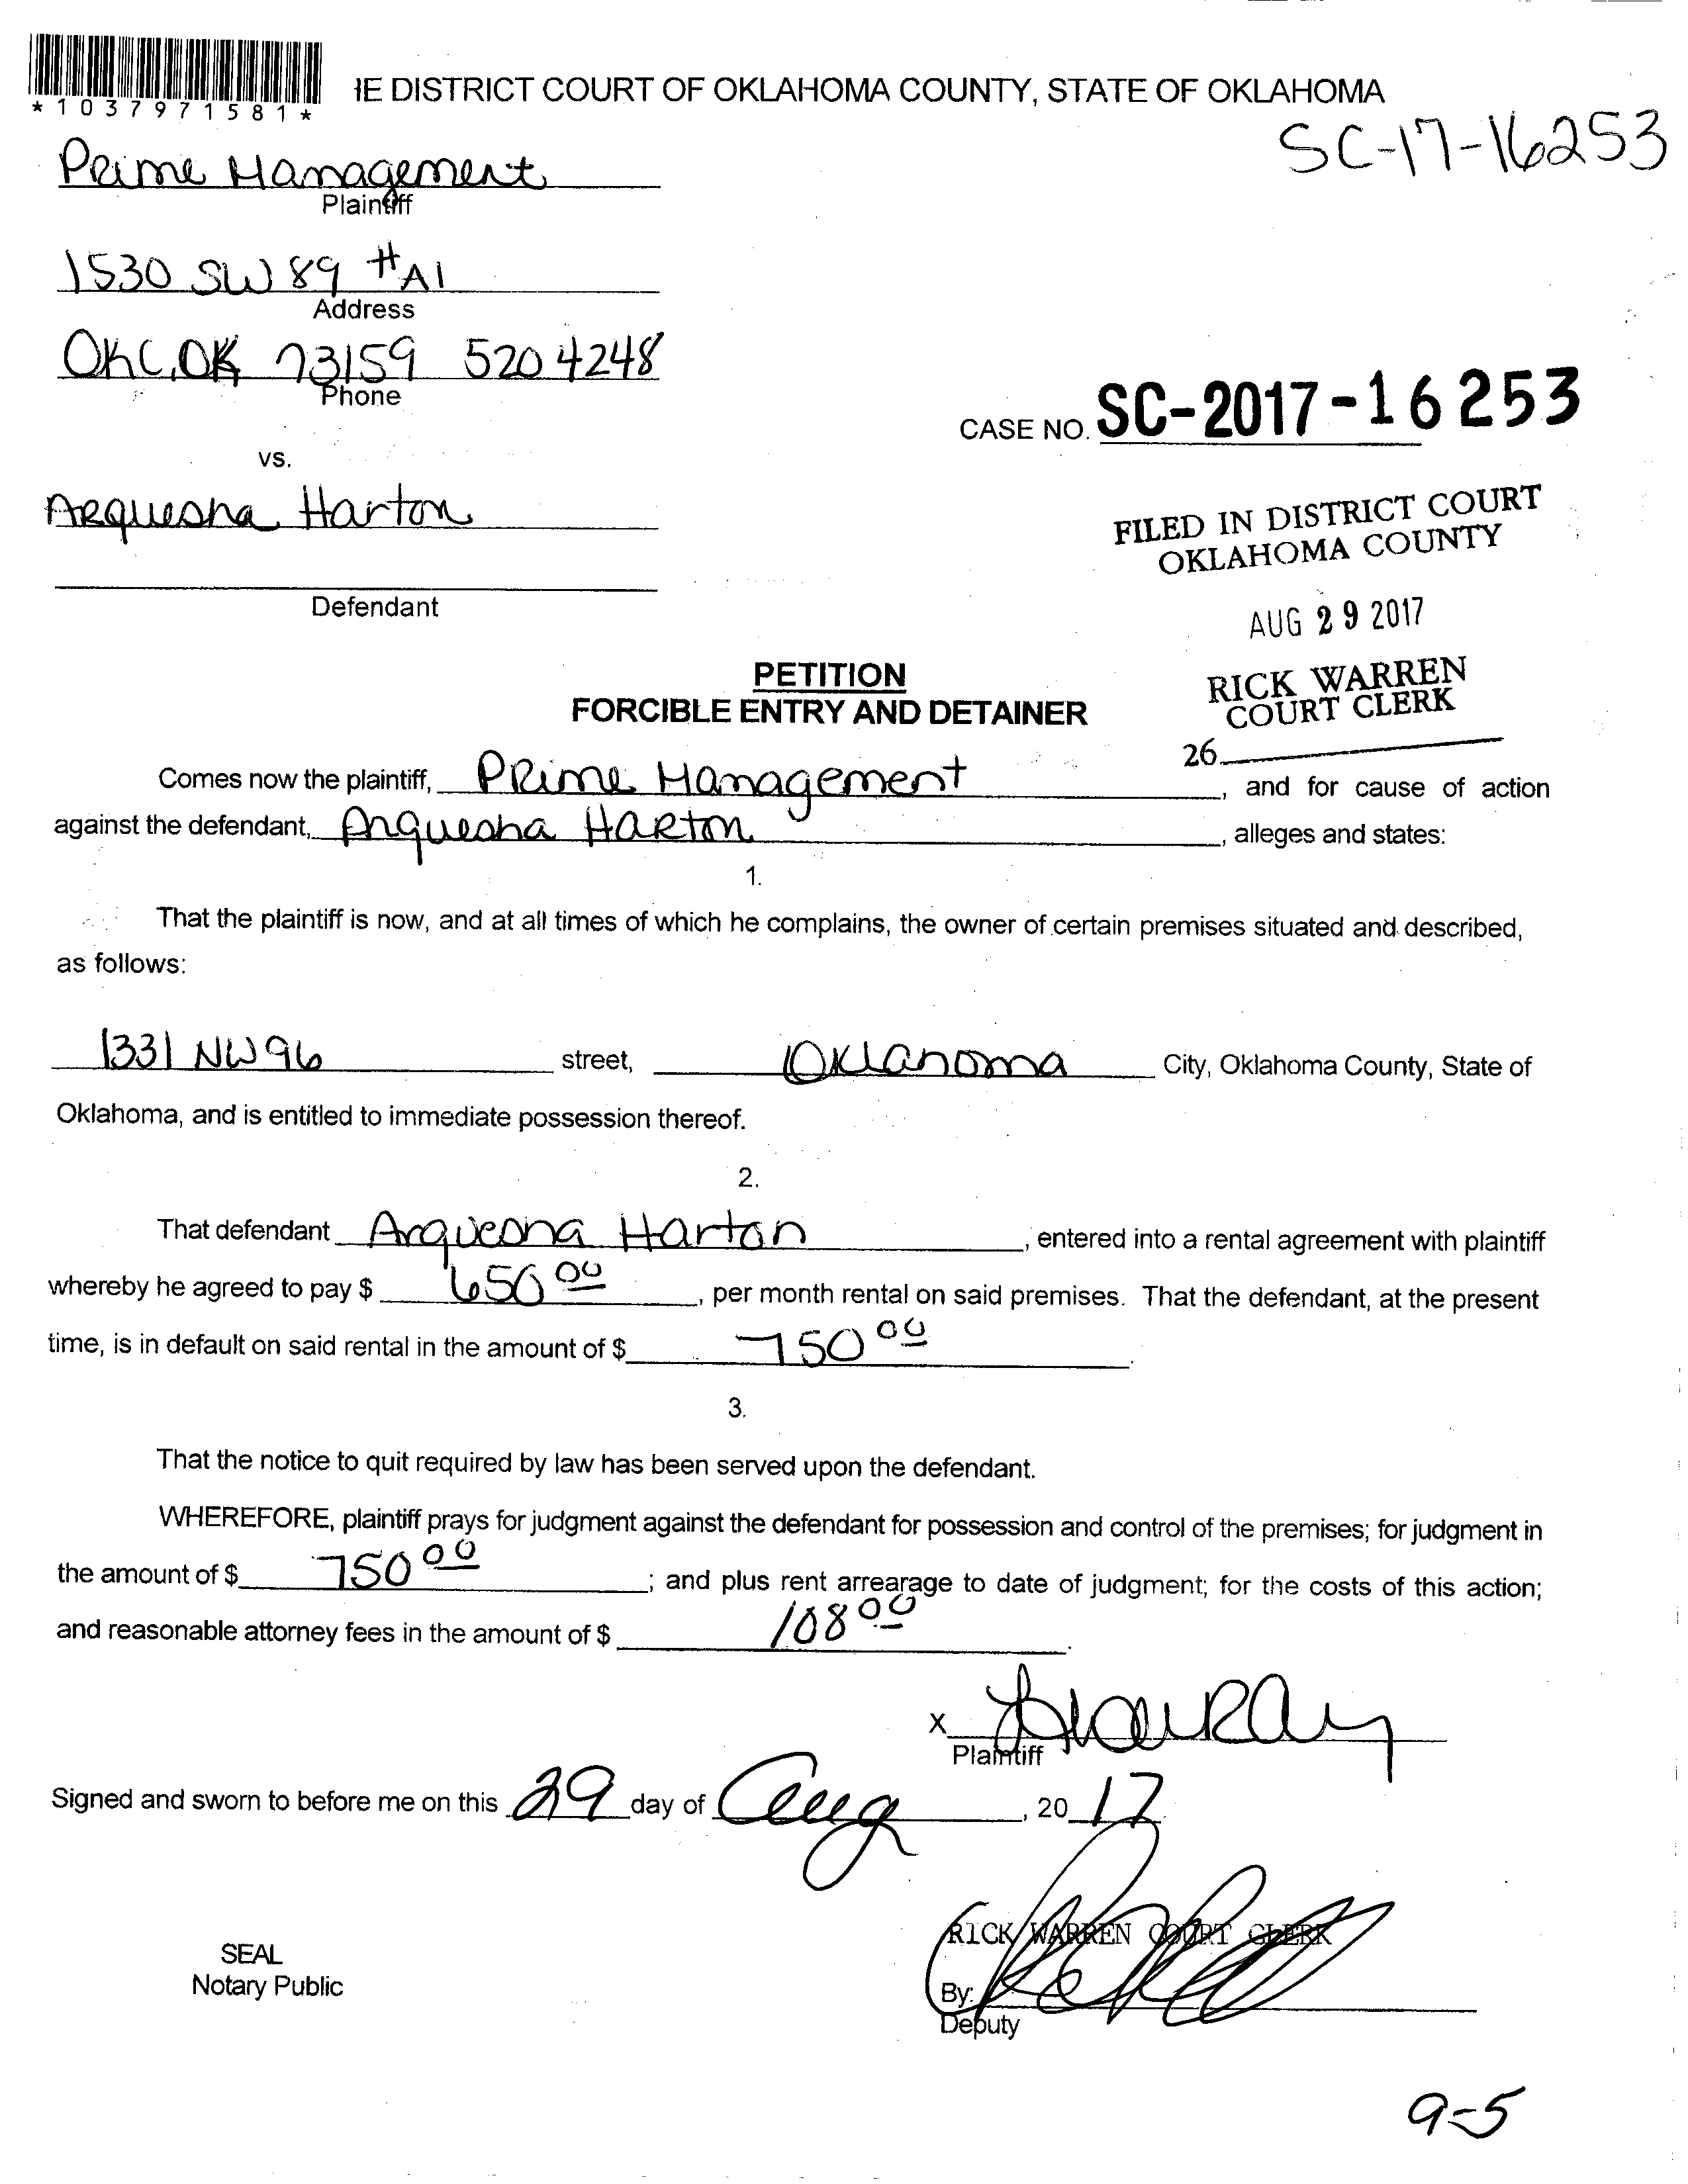 *1037971581*
HE DISTRICT COURT OF OKLAHOMA COUNTY, STATE OF OKLAHOMA
SC-17-16253
Prime Management
Plaintiff
1530 SW 89 #A1
Address
OKC, OK 73159 520 4248
Phone
CASE NO. SC-2017-16253
vs.
Arquesha Harton
Defendant
FILED IN DISTRICT COURT
OKLAHOMA COUNTY
AUG 29 2017
RICK WARREN
COURT CLERK
26
PETITION
FORCIBLE ENTRY AND DETAINER
Comes now the plaintiff, Prime Management, and for cause of action
against the defendant, Arquesha Harton, alleges and states:
1.
That the plaintiff is now, and at all times of which he complains, the owner of certain premises situated and described,
as follows:
1331 NW 96 street, Oklahoma City, Oklahoma County, State of
Oklahoma, and is entitled to immediate possession thereof.
2.
That defendant Arquesha Harton, entered into a rental agreement with plaintiff
whereby he agreed to pay $ 650 00, per month rental on said premises. That the defendant, at the present
time, is in default on said rental in the amount of $ 750 00.
3.
That the notice to quit required by law has been served upon the defendant.
WHEREFORE, plaintiff prays for judgment against the defendant for possession and control of the premises; for judgment in
the amount of $ 750 00; and plus rent arrearage to date of judgment; for the costs of this action;
and reasonable attorney fees in the amount of $ 108 00.
X
Plaintiff
Signed and sworn to before me on this 29 day of Aug, 20 17
RICK WARREN COURT CLERK
SEAL
Notary Public
By:
Deputy
9-5